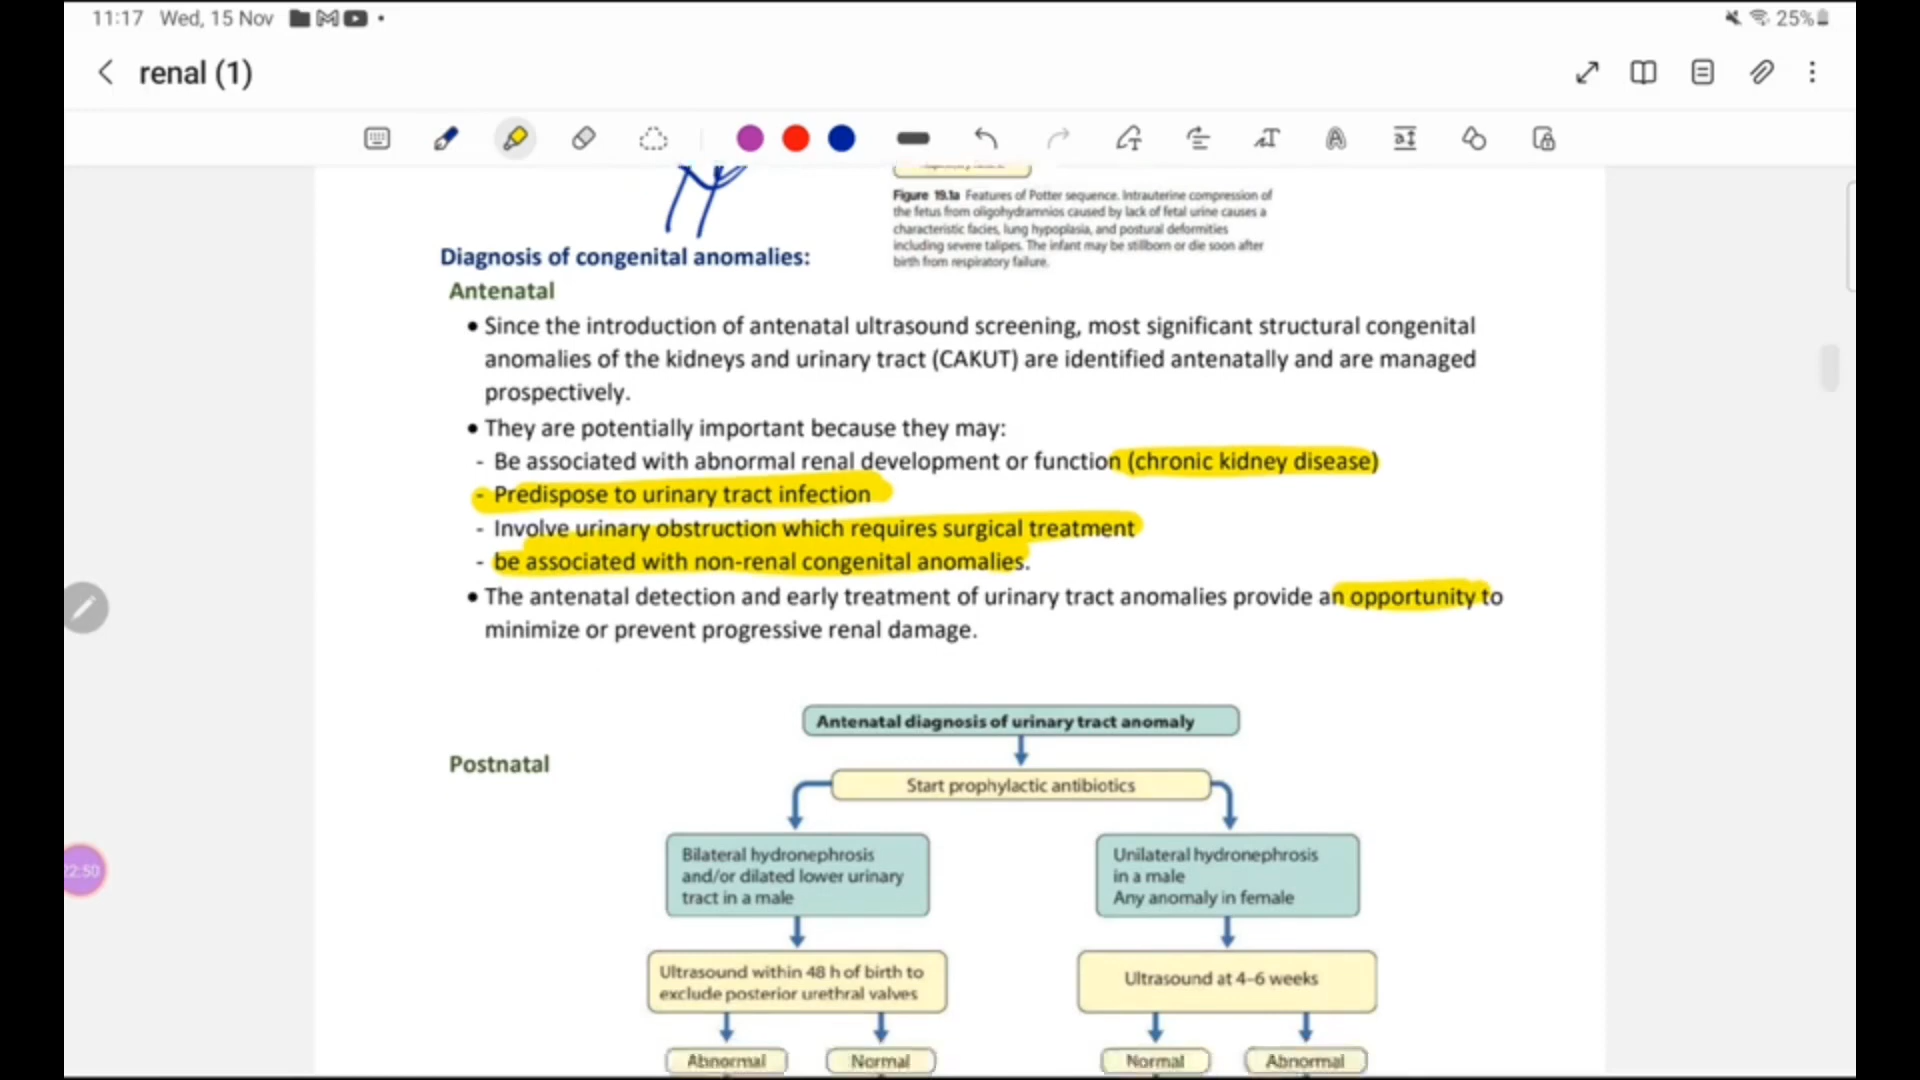 11:17 Wed, 15 Nov
25%
renal (1)
Figure 19.1a Features of Potter sequence. Intrauterine compression of
the fetus from oligohydramnios caused by lack of fetal urine causes a
characteristic facies, lung hypoplasia, and postural deformities
including severe talipes. The infant may be stillborn or die soon after
birth from respiratory failure.
Diagnosis of congenital anomalies:
Antenatal
• Since the introduction of antenatal ultrasound screening, most significant structural congenital
anomalies of the kidneys and urinary tract (CAKUT) are identified antenatally and are managed
prospectively.
• They are potentially important because they may:
- Be associated with abnormal renal development or function (chronic kidney disease)
- Predispose to urinary tract infection
- Involve urinary obstruction which requires surgical treatment
- be associated with non-renal congenital anomalies.
• The antenatal detection and early treatment of urinary tract anomalies provide an opportunity to
minimize or prevent progressive renal damage.
Antenatal diagnosis of urinary tract anomaly
Postnatal
Start prophylactic antibiotics
Bilateral hydronephrosis
and/or dilated lower urinary
tract in a male
Unilateral hydronephrosis
in a male
Any anomaly in female
Ultrasound within 48 h of birth to
exclude posterior urethral valves
Ultrasound at 4–6 weeks
Abnormal
Normal
Normal
Abnormal
2:50